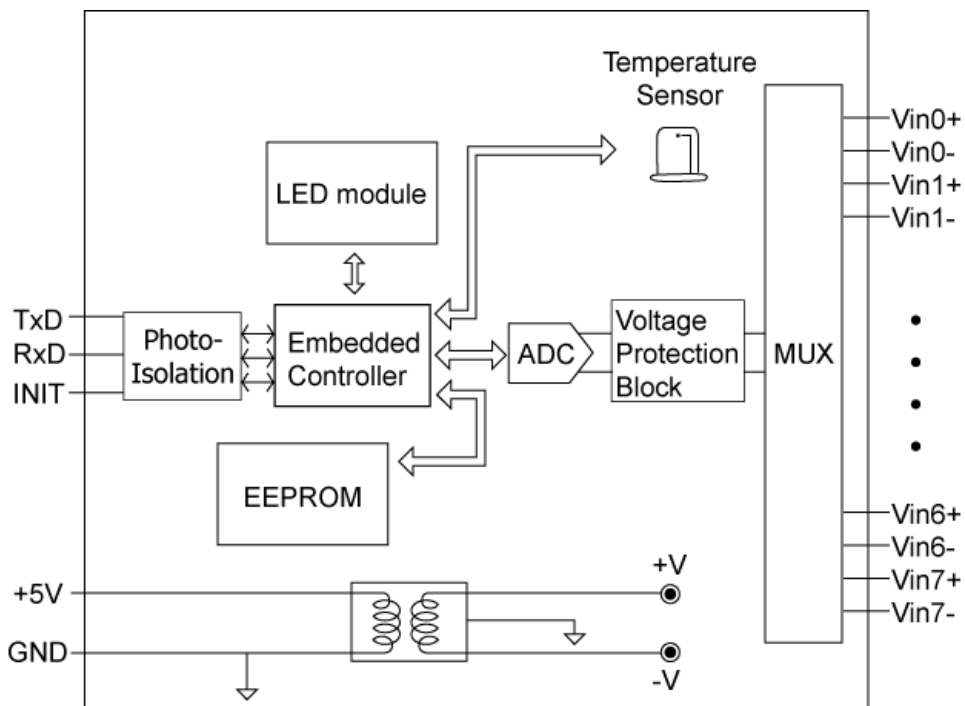 Temperature
Sensor
LED module
Vin0+
Vin0-
Vin1+
Vin1-
TxD
RxD
INIT
Photo-
Isolation
Embedded
Controller
ADC
Voltage
Protection
Block
MUX
EEPROM
Vin6+
Vin6-
Vin7+
Vin7-
+5V
GND
+V
-V